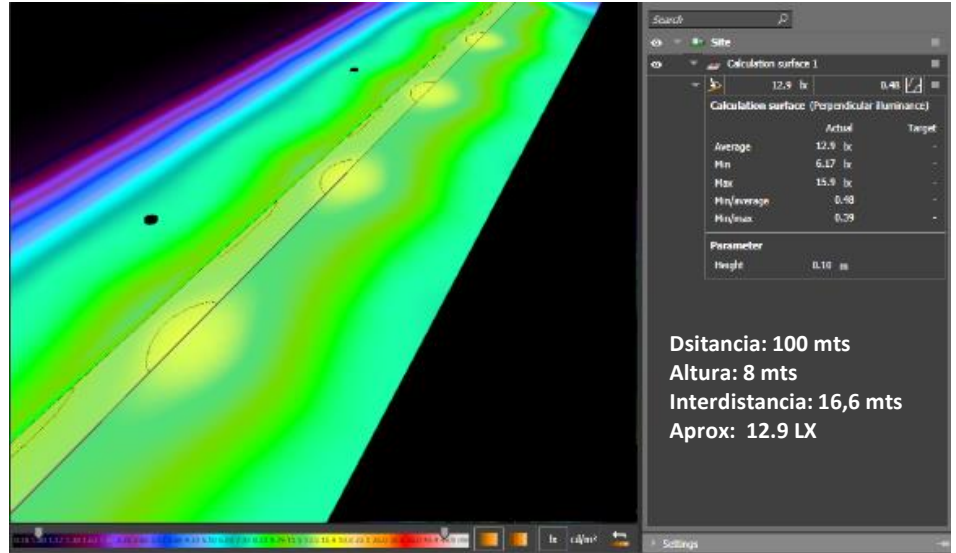 Search
Site
Calculation surface 1
12.9 lx 0.48
Calculation surface (Perpendicular illuminance)
Actual Target
Average 12.9 lx -
Min 6.17 lx -
Max 15.9 lx -
Min/average 0.48 -
Min/max 0.39 -
Parameter
Height 0.10 m
Dsitancia: 100 mts
Altura: 8 mts
Interdistancia: 16,6 mts
Aprox: 12.9 LX
lx cd/m²
Settings